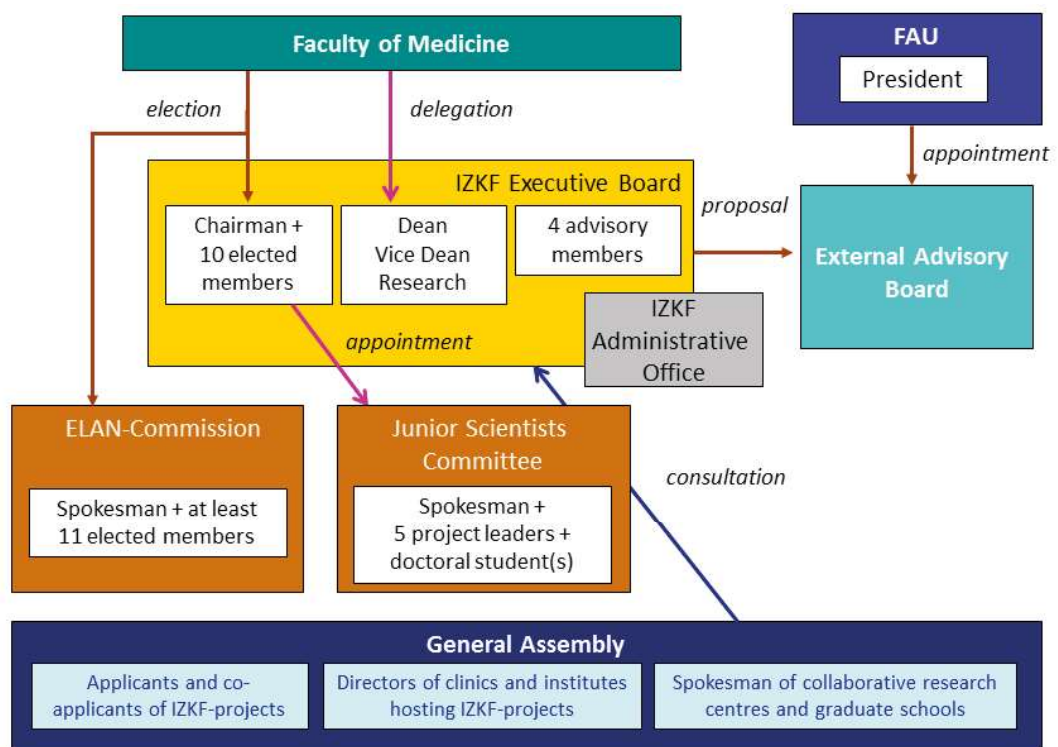 Faculty of Medicine
FAU
President
election
delegation
appointment
IZKF Executive Board
Chairman +
10 elected
members
Dean
Vice Dean
Research
4 advisory
members
proposal
External Advisory
Board
IZKF
Administrative
Office
appointment
ELAN-Commission
Spokesman + at least
11 elected members
Junior Scientists
Committee
Spokesman +
5 project leaders +
doctoral student(s)
consultation
General Assembly
Applicants and co-
applicants of IZKF-projects
Directors of clinics and institutes
hosting IZKF-projects
Spokesman of collaborative research
centres and graduate schools